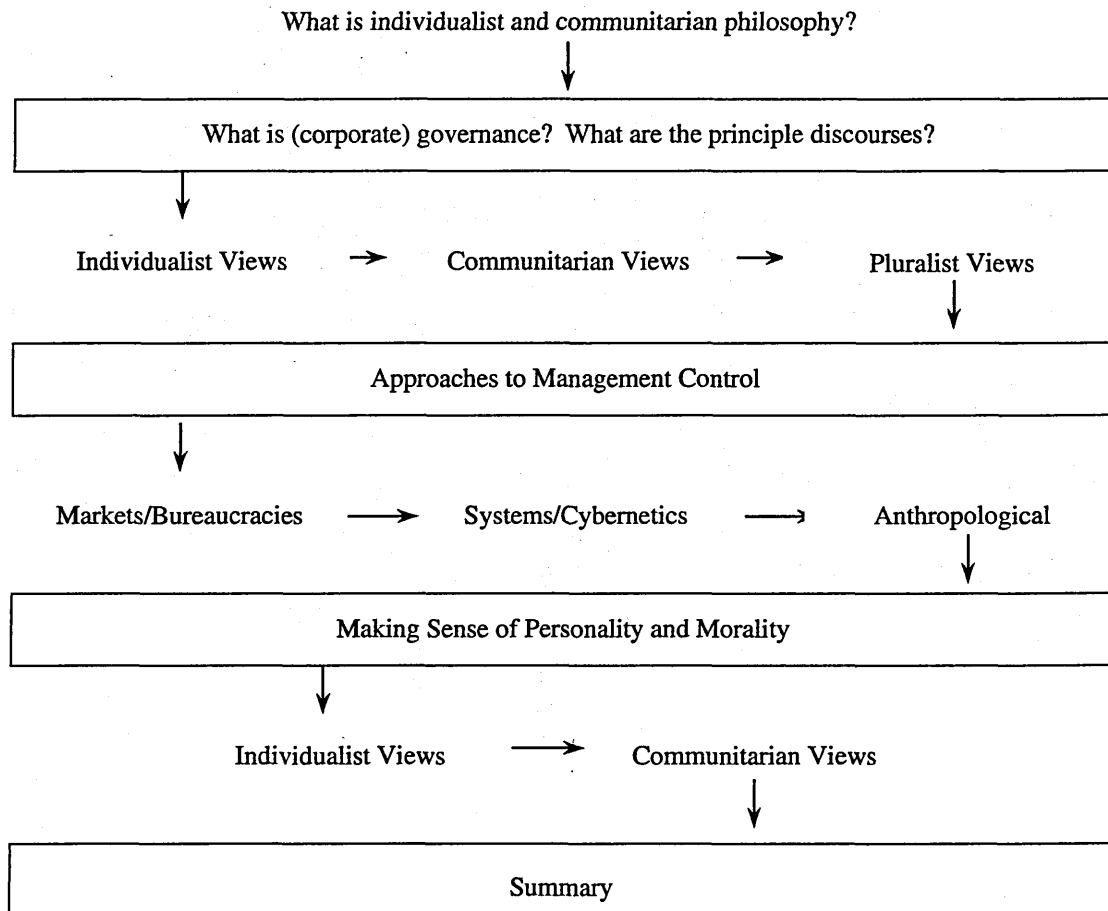 What is individualist and communitarian philosophy?
What is (corporate) governance? What are the principle discourses?
Individualist Views
Communitarian Views
Pluralist Views
Approaches to Management Control
Markets/Bureaucracies
Systems/Cybernetics
Anthropological
Making Sense of Personality and Morality
Individualist Views
Communitarian Views
Summary